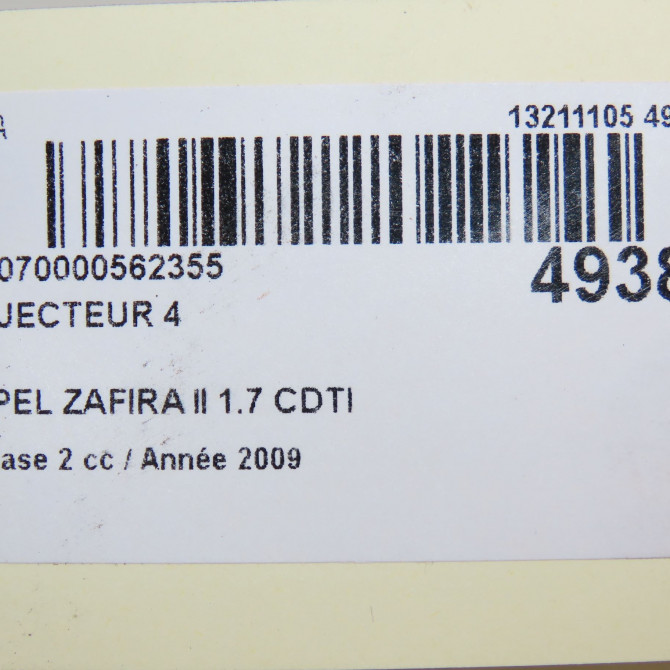 13211105 49
070000562355
4938
JECTEUR 4
PEL ZAFIRA II 1.7 CDTI
ase 2 cc / Année 2009